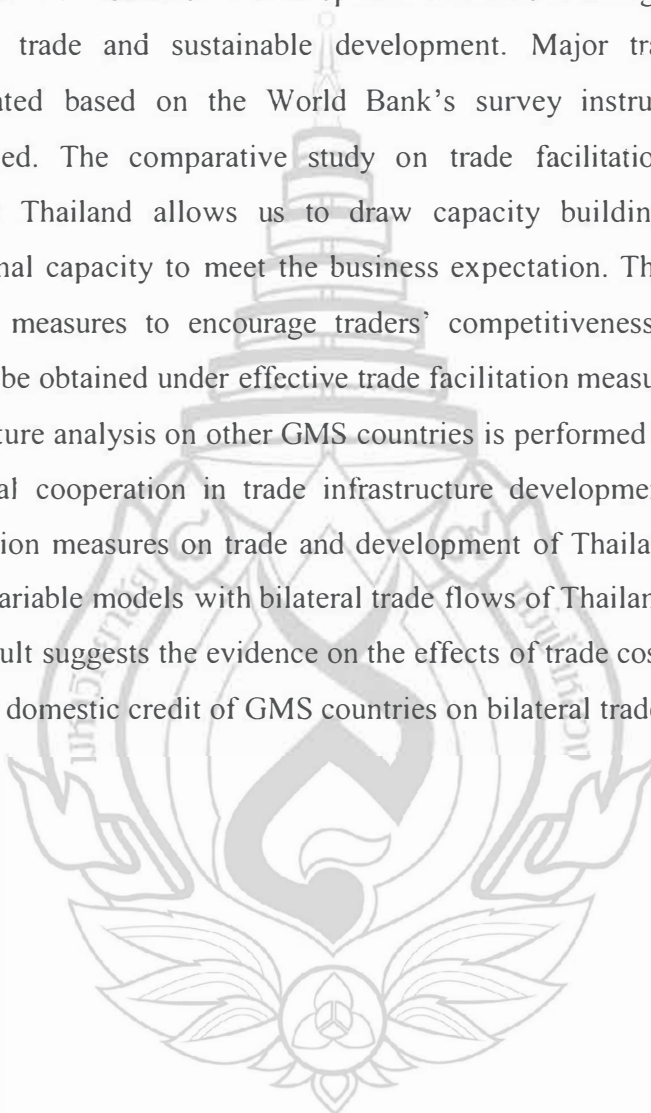 trade and sustainable development. Major tra
ated based on the World Bank's survey instru
ed. The comparative study on trade facilitatio
Thailand allows us to draw capacity buildin
nal capacity to meet the business expectation. Th
measures to encourage traders' competitiveness
be obtained under effective trade facilitation measu
ture analysis on other GMS countries is performed
al cooperation in trade infrastructure developmen
ion measures on trade and development of Thaila
ariable models with bilateral trade flows of Thailan
ult suggests the evidence on the effects of trade cos
domestic credit of GMS countries on bilateral trade